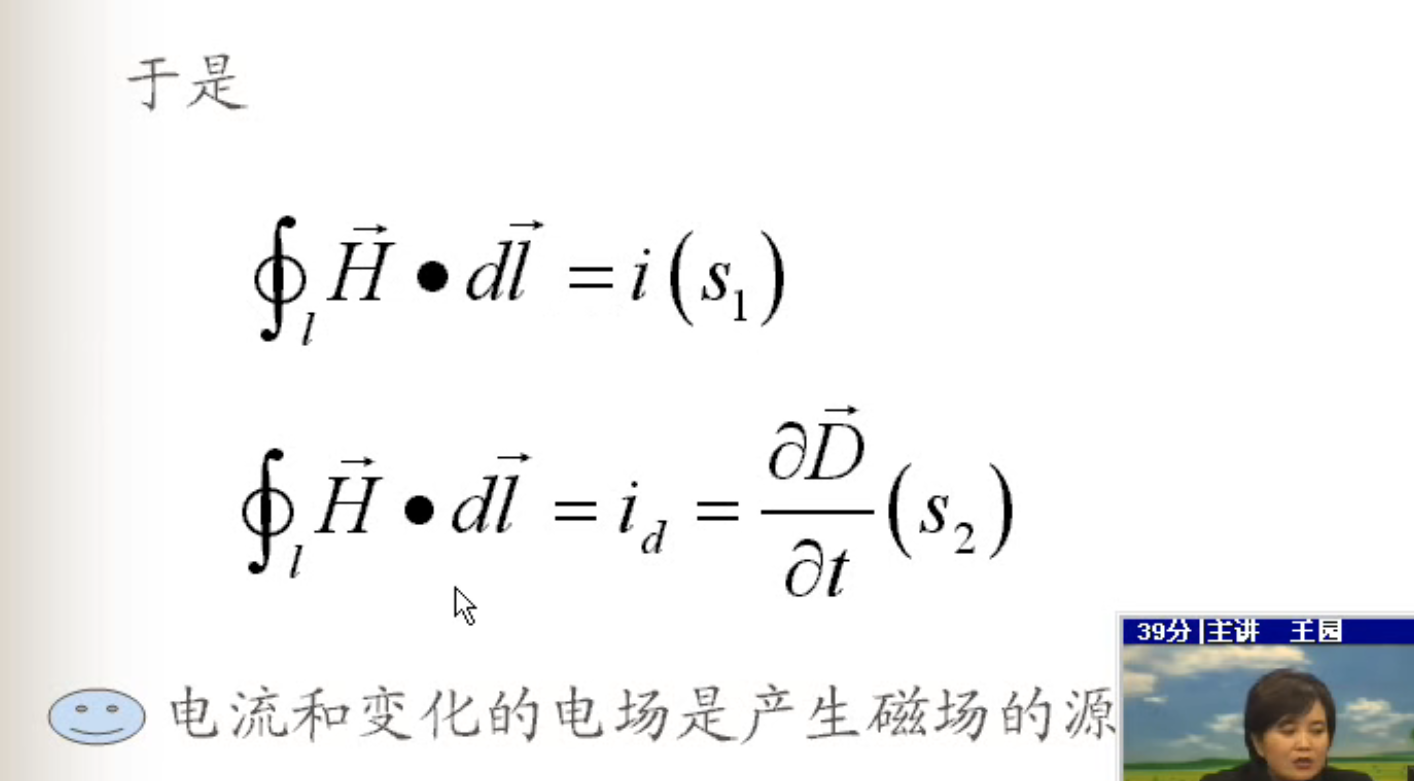 于是
∮_l H⃗ • dl⃗ = i(s₁)
∮_l H⃗ • dl⃗ = i_d = ∂D⃗/∂t (s₂)
39分|主讲 王园
电流和变化的电场是产生磁场的源